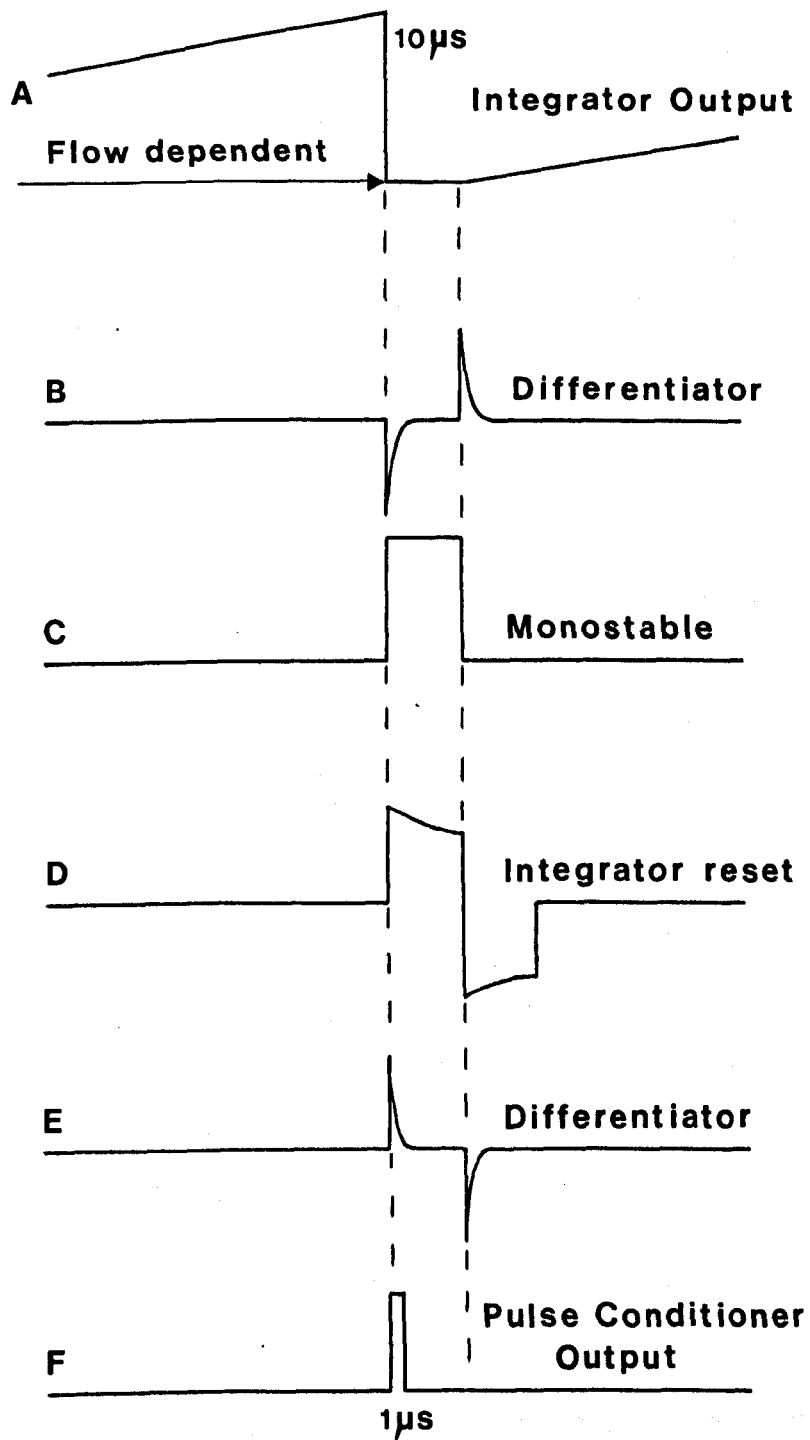 10μs
A
Integrator Output
Flow dependent
B
Differentiator
C
Monostable
D
Integrator reset
E
Differentiator
Pulse Conditioner
Output
F
1μs